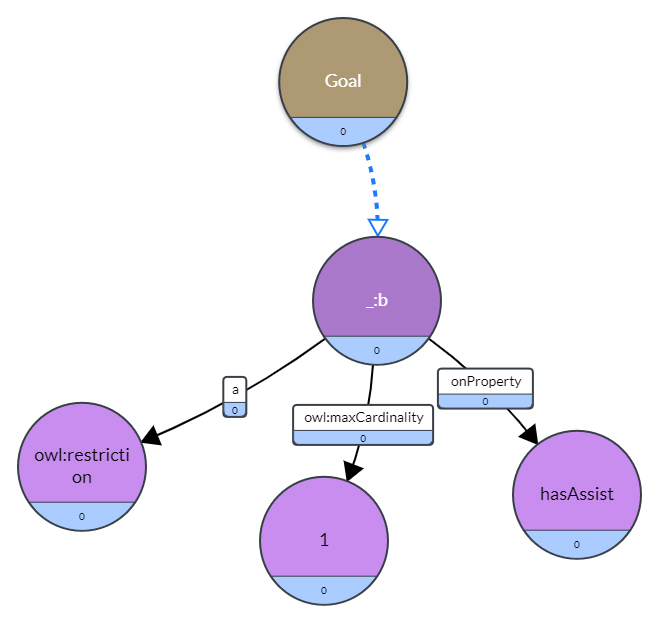 Goal
0
_:b
0
a
0
onProperty
0
owl:maxCardinality
0
owl:restricti
on
0
hasAssist
0
1
0